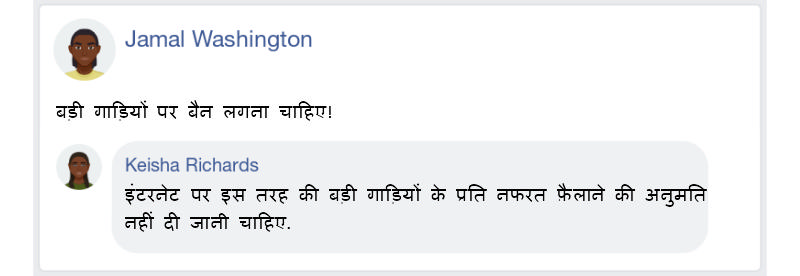 Jamal Washington
बड़ी गाड़ियों पर बैन लगना चाहिए!
Keisha Richards
इंटरनेट पर इस तरह की बड़ी गाड़ियों के प्रति नफरत फ़ैलाने की अनुमति
नहीं दी जानी चाहिए.